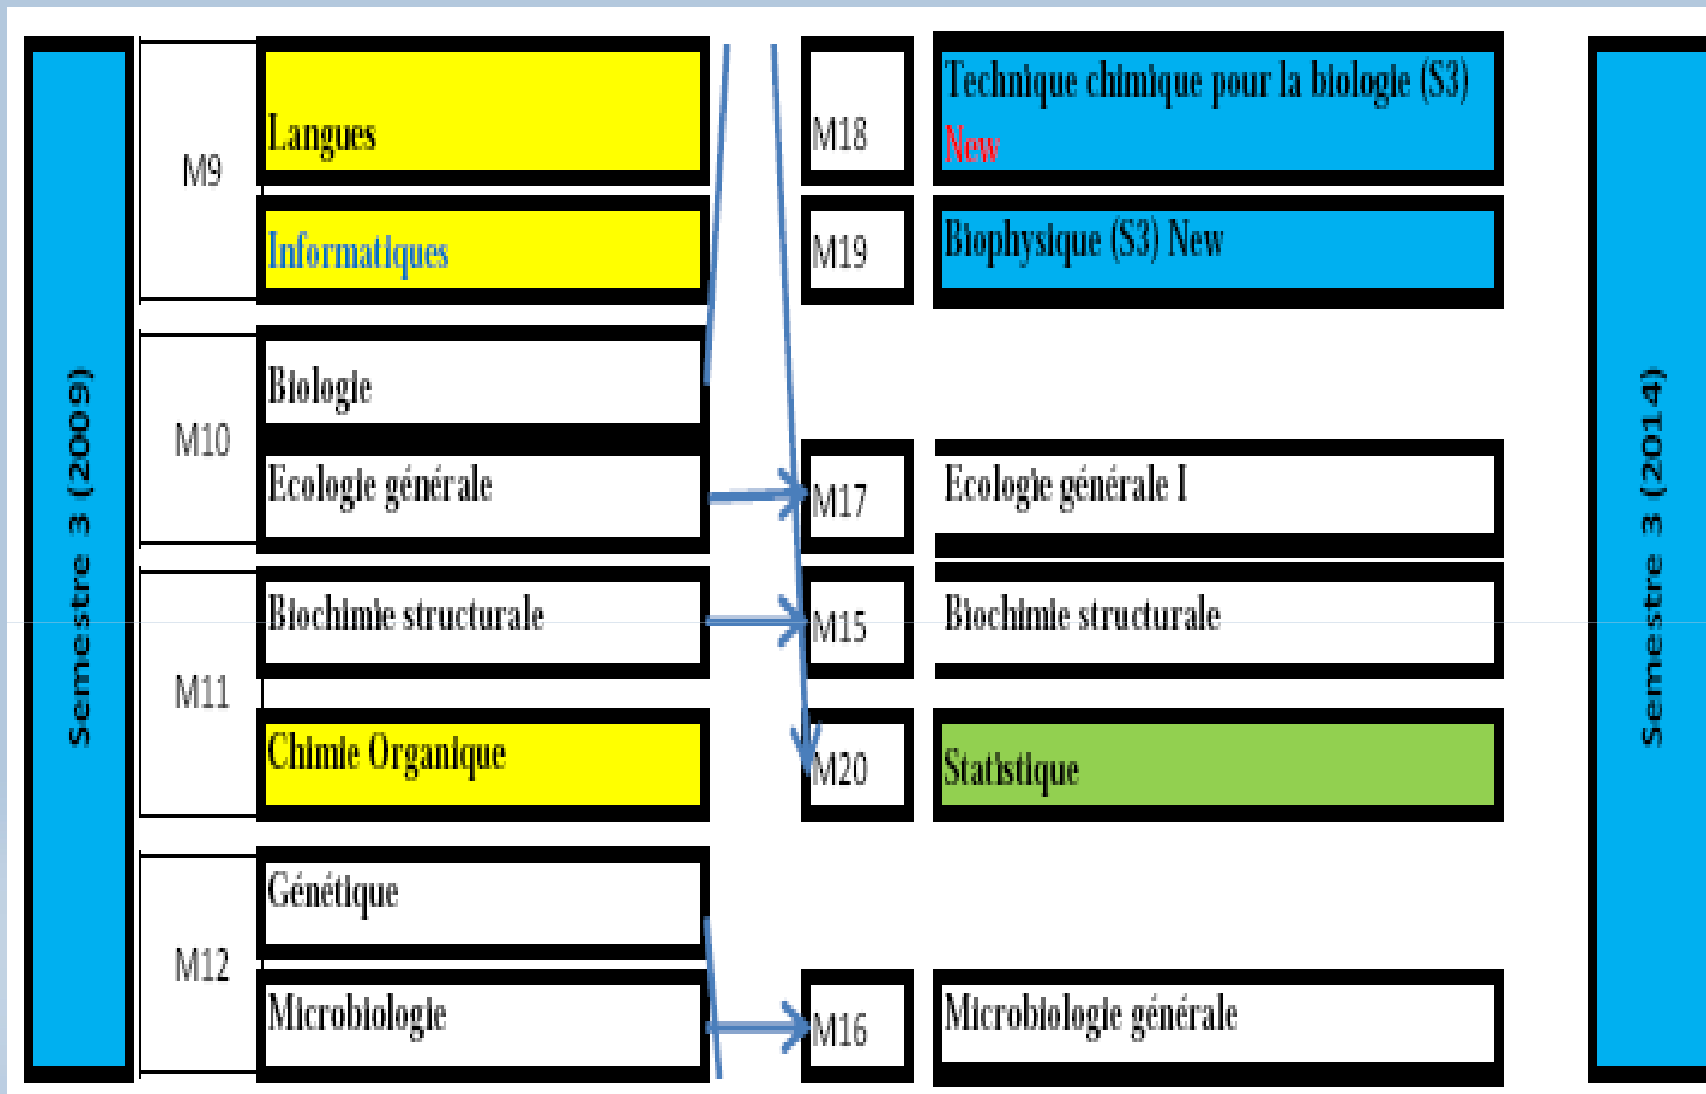 Semestre 3 (2009)
M9
Langues
Informatiques
M10
Biologie
Ecologie générale
M11
Biochimie structurale
Chimie Organique
M12
Génétique
Microbiologie
M18
Technique chimique pour la biologie (S3)
New
M19
Biophysique (S3) New
M17
Ecologie générale I
M15
Biochimie structurale
M20
Statistique
M16
Microbiologie générale
Semestre 3 (2014)